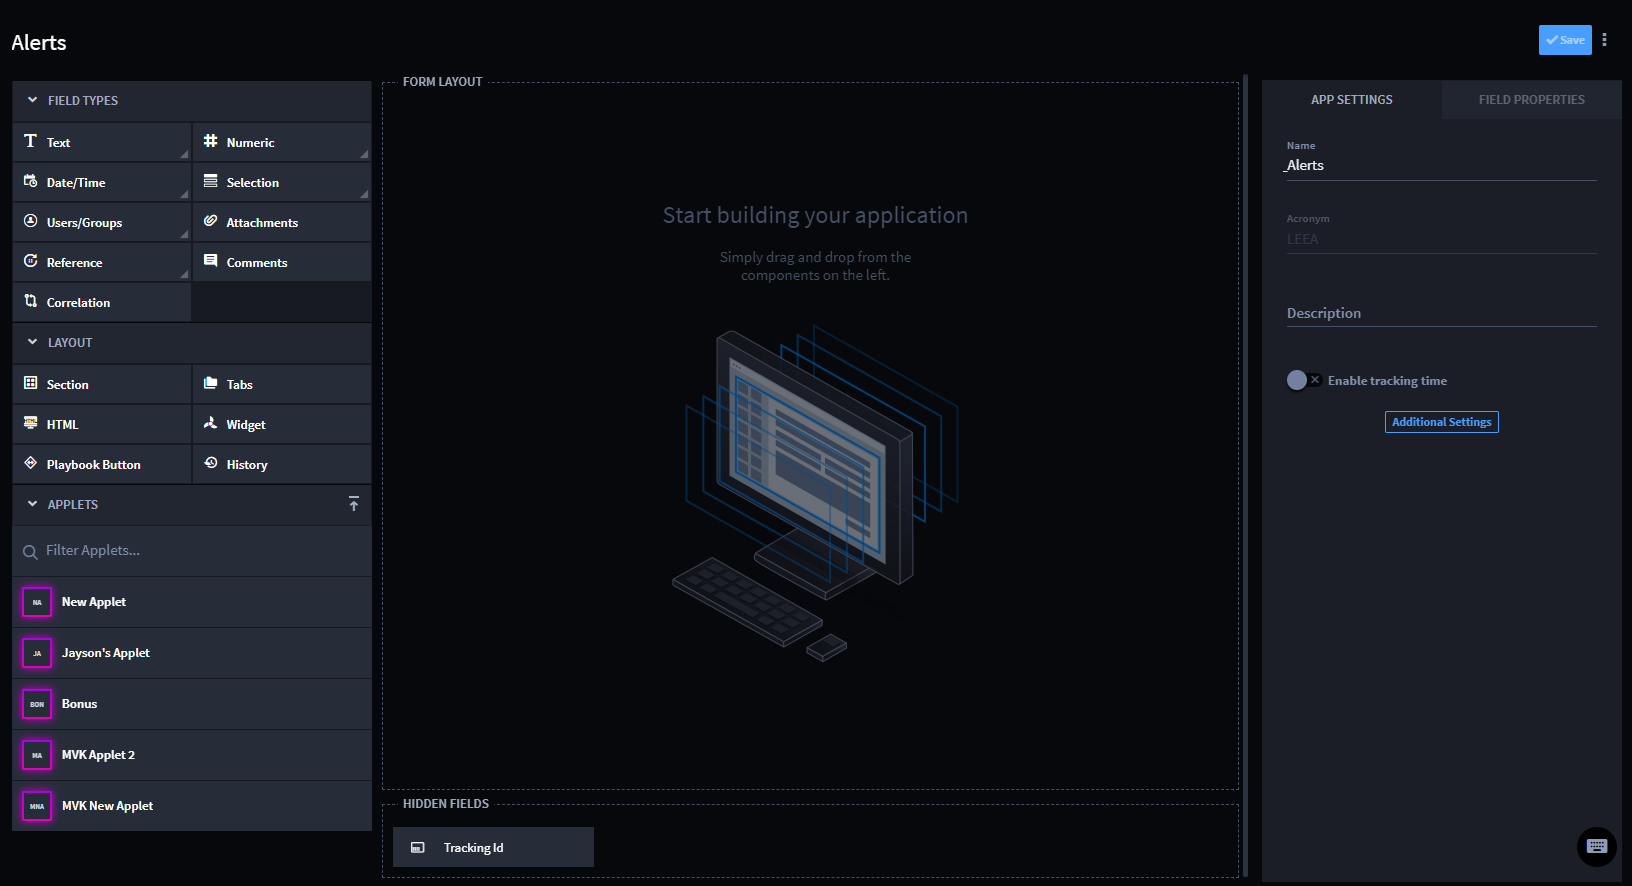 Alerts
Save
FIELD TYPES
Text
Numeric
Date/Time
Selection
Users/Groups
Attachments
Reference
Comments
Correlation
LAYOUT
Section
Tabs
HTML
Widget
Playbook Button
History
APPLETS
Filter Applets...
NA
New Applet
JA
Jayson's Applet
BON
Bonus
MA
MVK Applet 2
MNA
MVK New Applet
FORM LAYOUT
Start building your application
Simply drag and drop from the
components on the left.
HIDDEN FIELDS
Tracking Id
APP SETTINGS
FIELD PROPERTIES
Name
_Alerts
Acronym
LEEA
Description
Enable tracking time
Additional Settings